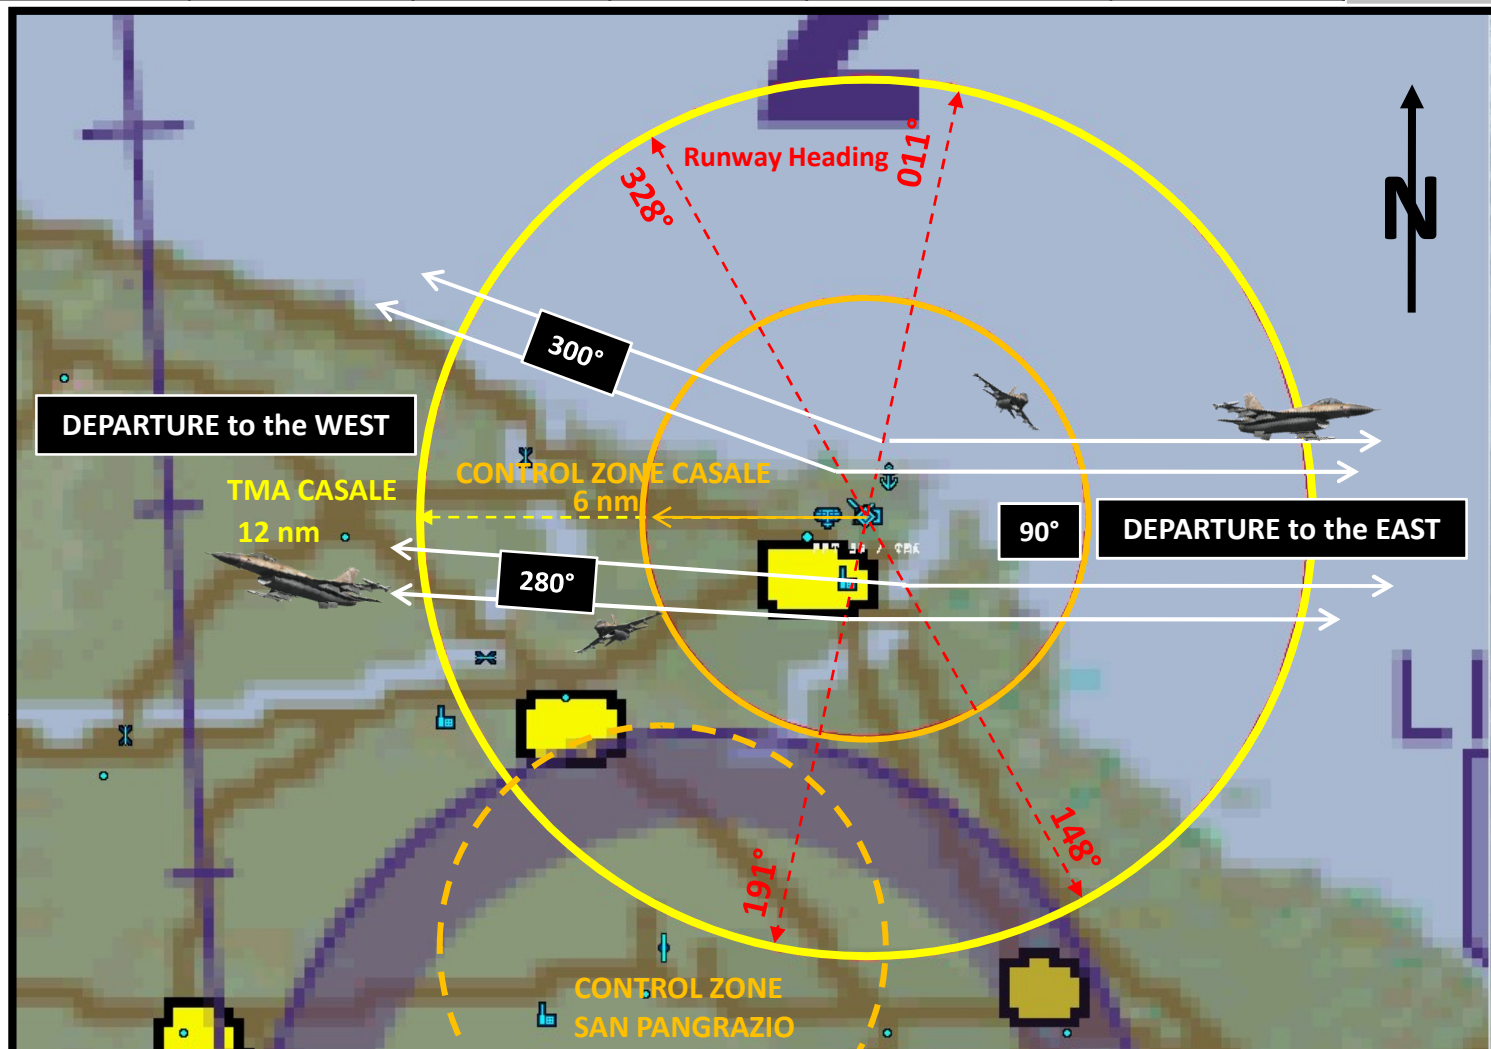 Runway Heading
011°
328°
N
300°
DEPARTURE to the WEST
CONTROL ZONE CASALE
6 nm
TMA CASALE
12 nm
90°
DEPARTURE to the EAST
280°
148°
191°
CONTROL ZONE
SAN PANGRAZIO